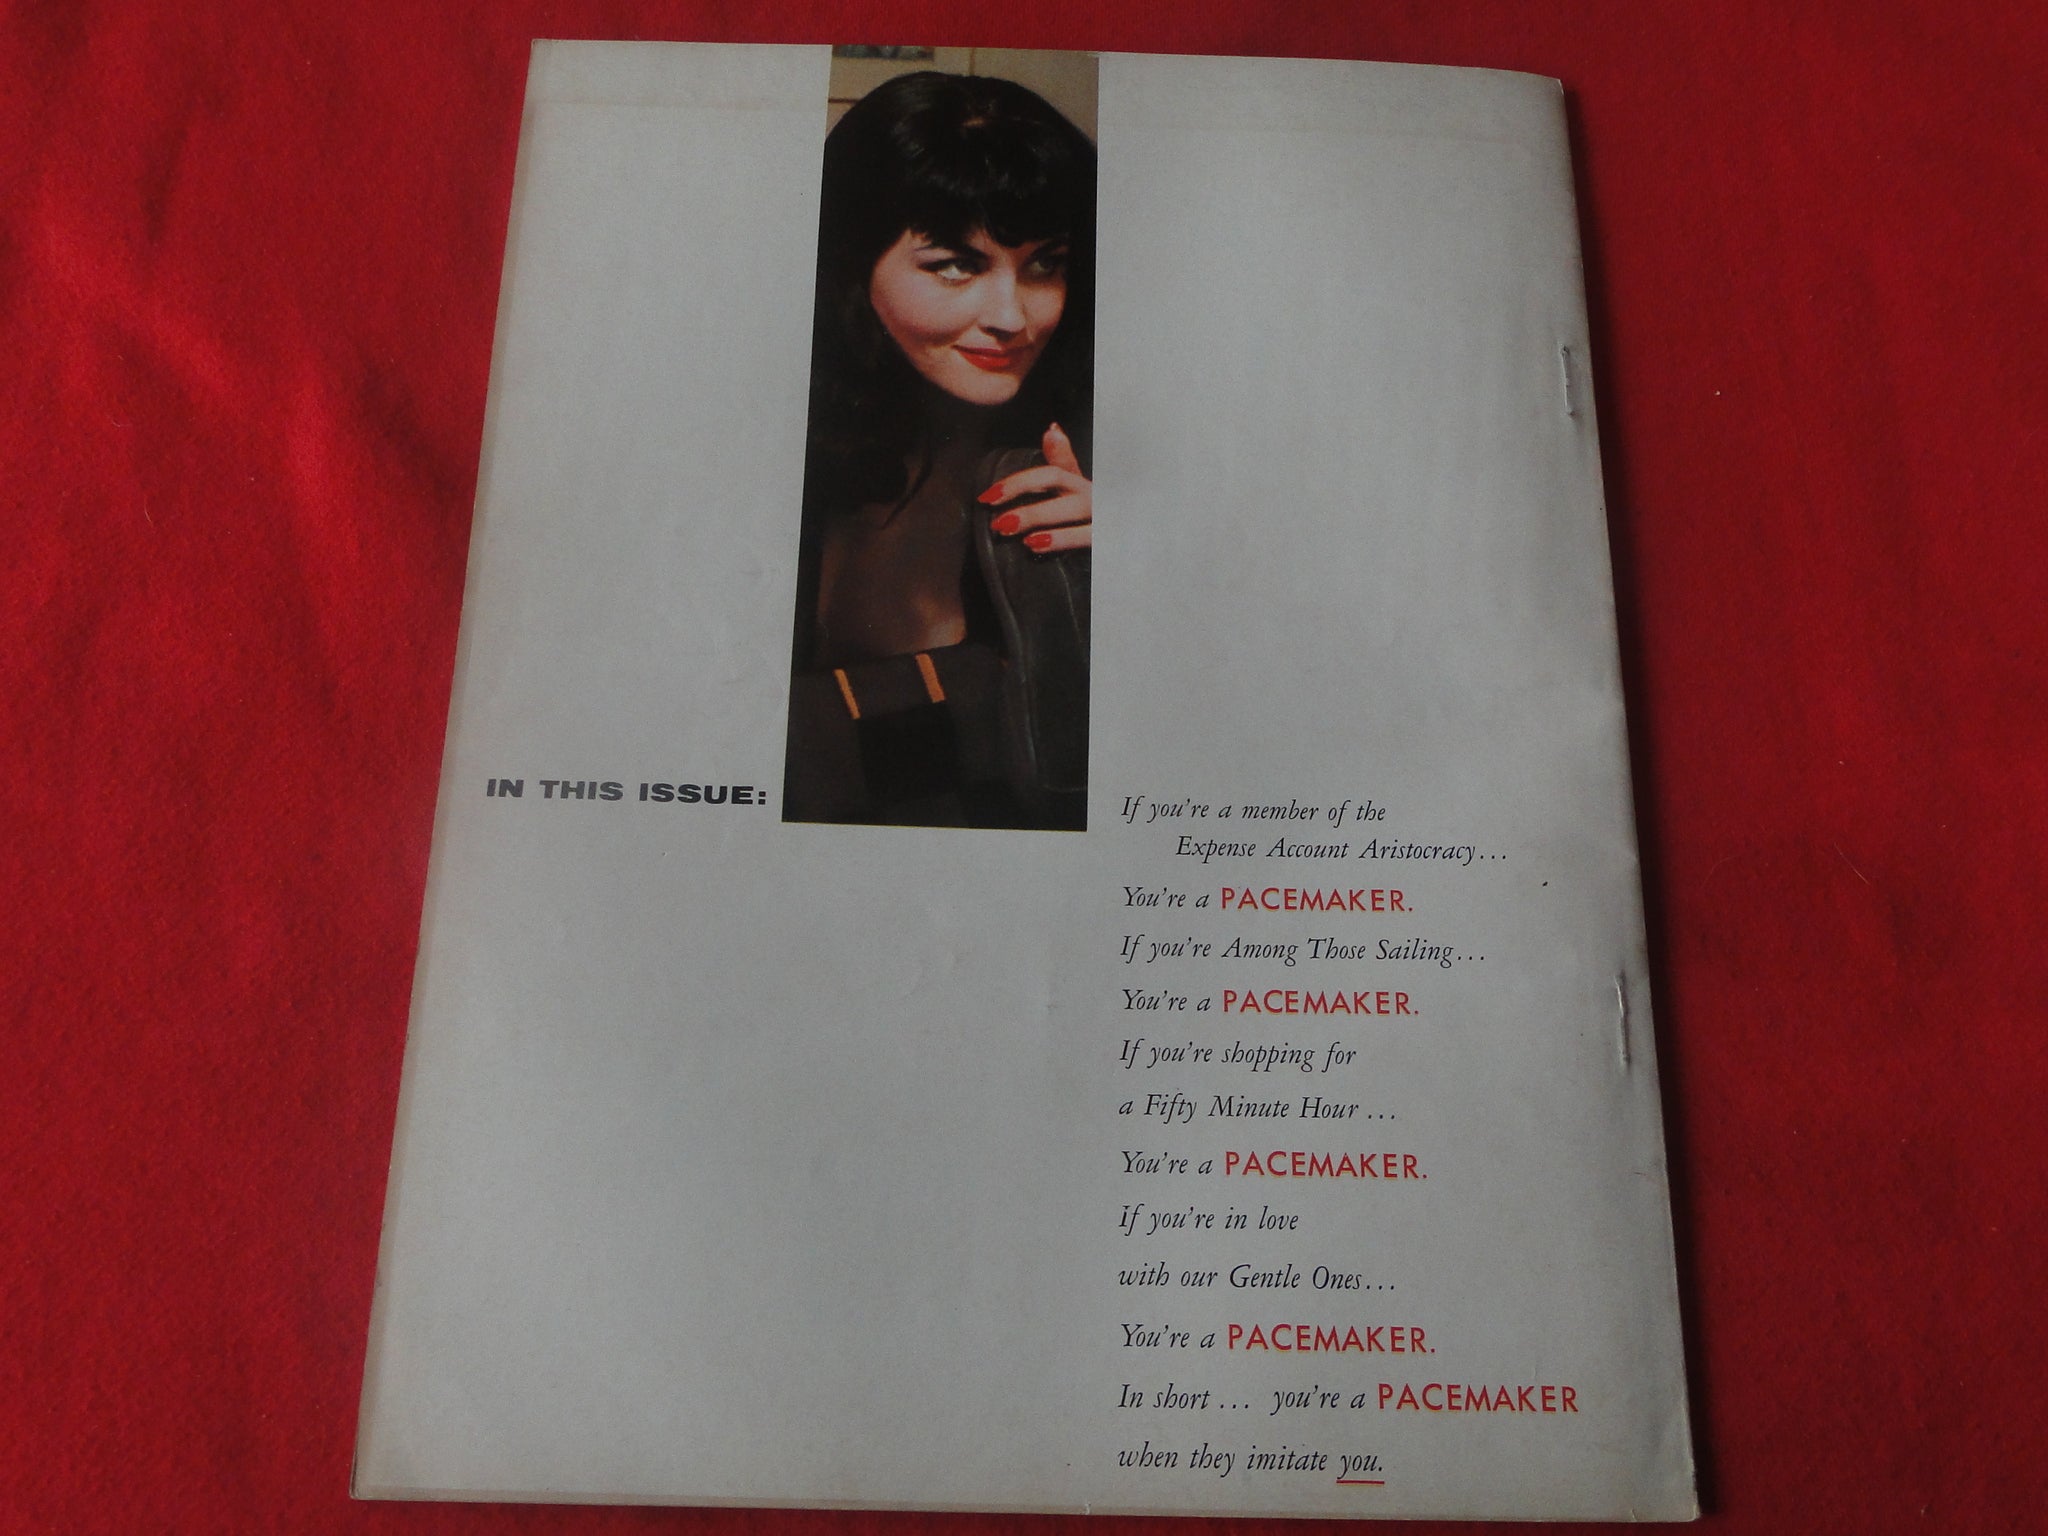 IN THIS ISSUE:
If you're a member of the
Expense Account Aristocracy...
You're a PACEMAKER.
If you're Among Those Sailing...
You're a PACEMAKER.
If you're shopping for
a Fifty Minute Hour...
You're a PACEMAKER.
If you're in love
with our Gentle Ones...
You're a PACEMAKER.
In short... you're a PACEMAKER
when they imitate you.